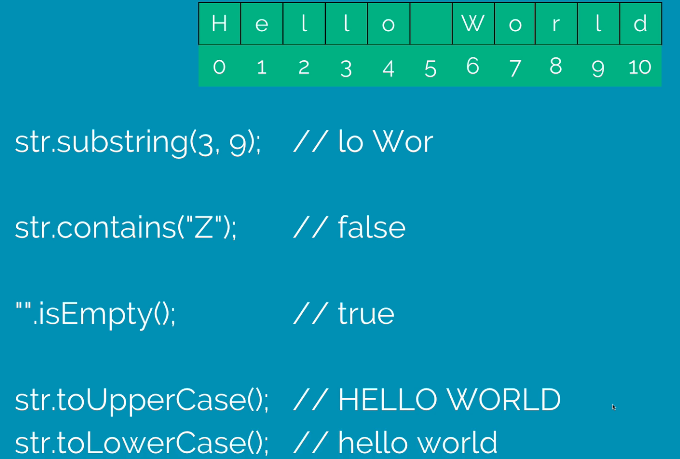 H e l l o W o r l d
0 1 2 3 4 5 6 7 8 9 10
str.substring(3, 9); // lo Wor
str.contains("Z"); // false
"".isEmpty(); // true
str.toUpperCase(); // HELLO WORLD
str.toLowerCase(); // hello world